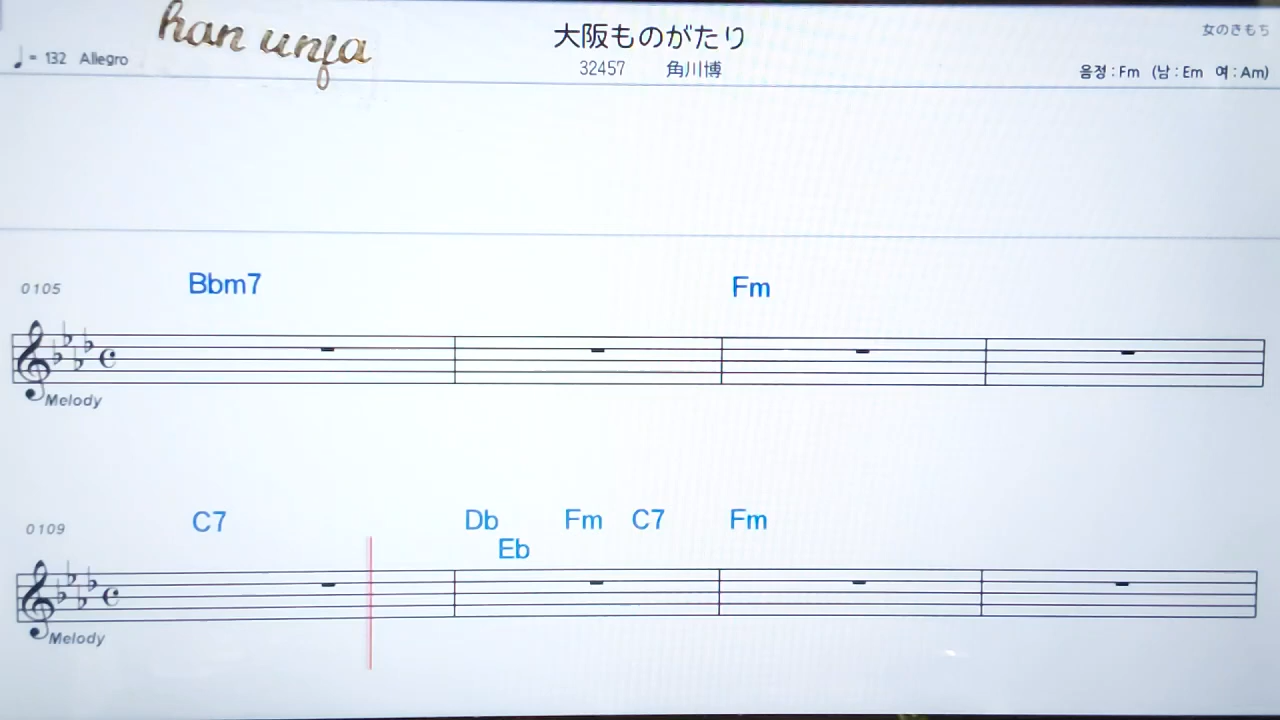 han unfa
大阪ものがたり
女のきもち
♩= 132 Allegro
32457 角川博
음정 : Fm (남 : Em 여 : Am)
0105
Bbm7 Fm
Melody
0109
C7 Db Fm C7 Fm
Eb
Melody